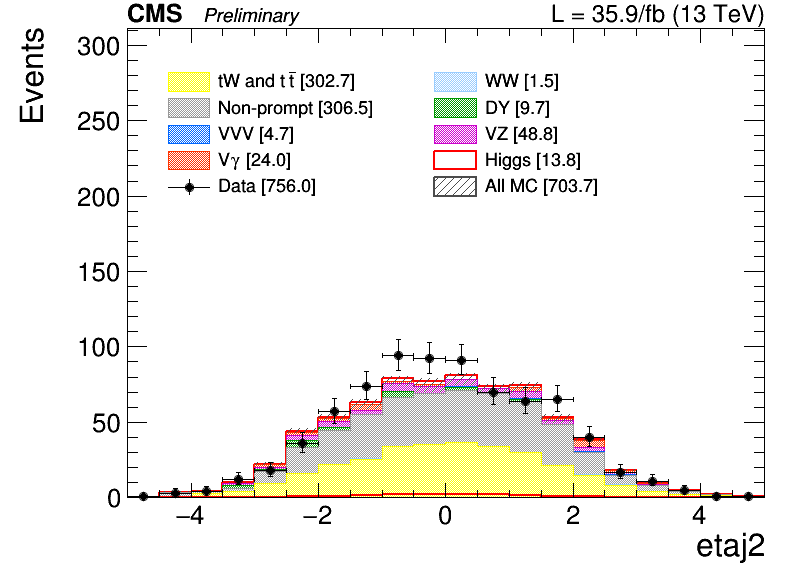 CMS Preliminary L = 35.9/fb (13 TeV)
Events
300
250
200
150
100
50
0
tW and t t̄ [302.7] WW [1.5]
Non-prompt [306.5] DY [9.7]
VVV [4.7] VZ [48.8]
Vγ [24.0] Higgs [13.8]
Data [756.0] All MC [703.7]
−4 −2 0 2 4
etaj2